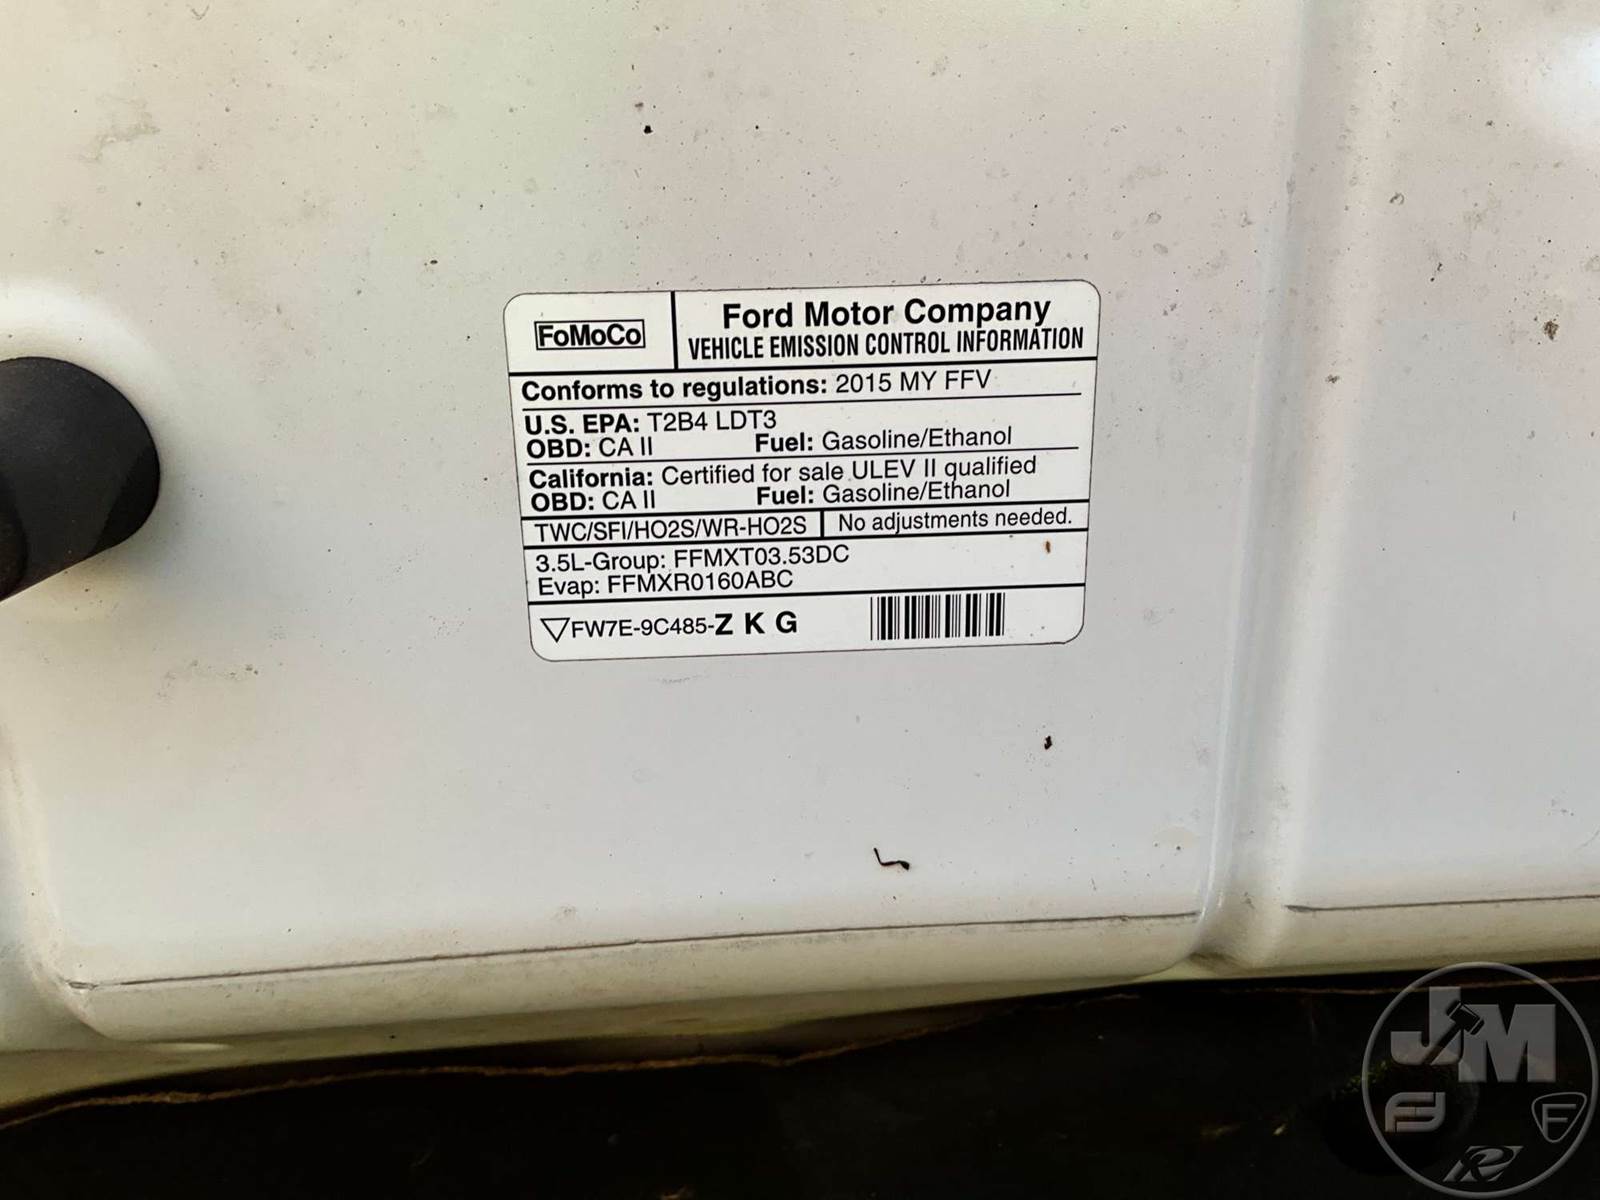 FoMoCo
Ford Motor Company
VEHICLE EMISSION CONTROL INFORMATION
Conforms to regulations: 2015 MY FFV
U.S. EPA: T2B4 LDT3
OBD: CA II Fuel: Gasoline/Ethanol
California: Certified for sale ULEV II qualified
OBD: CA II Fuel: Gasoline/Ethanol
TWC/SFI/HO2S/WR-HO2S No adjustments needed.
3.5L-Group: FFMXT03.53DC
Evap: FFMXR0160ABC
FW7E-9C485-Z K G
JM
F